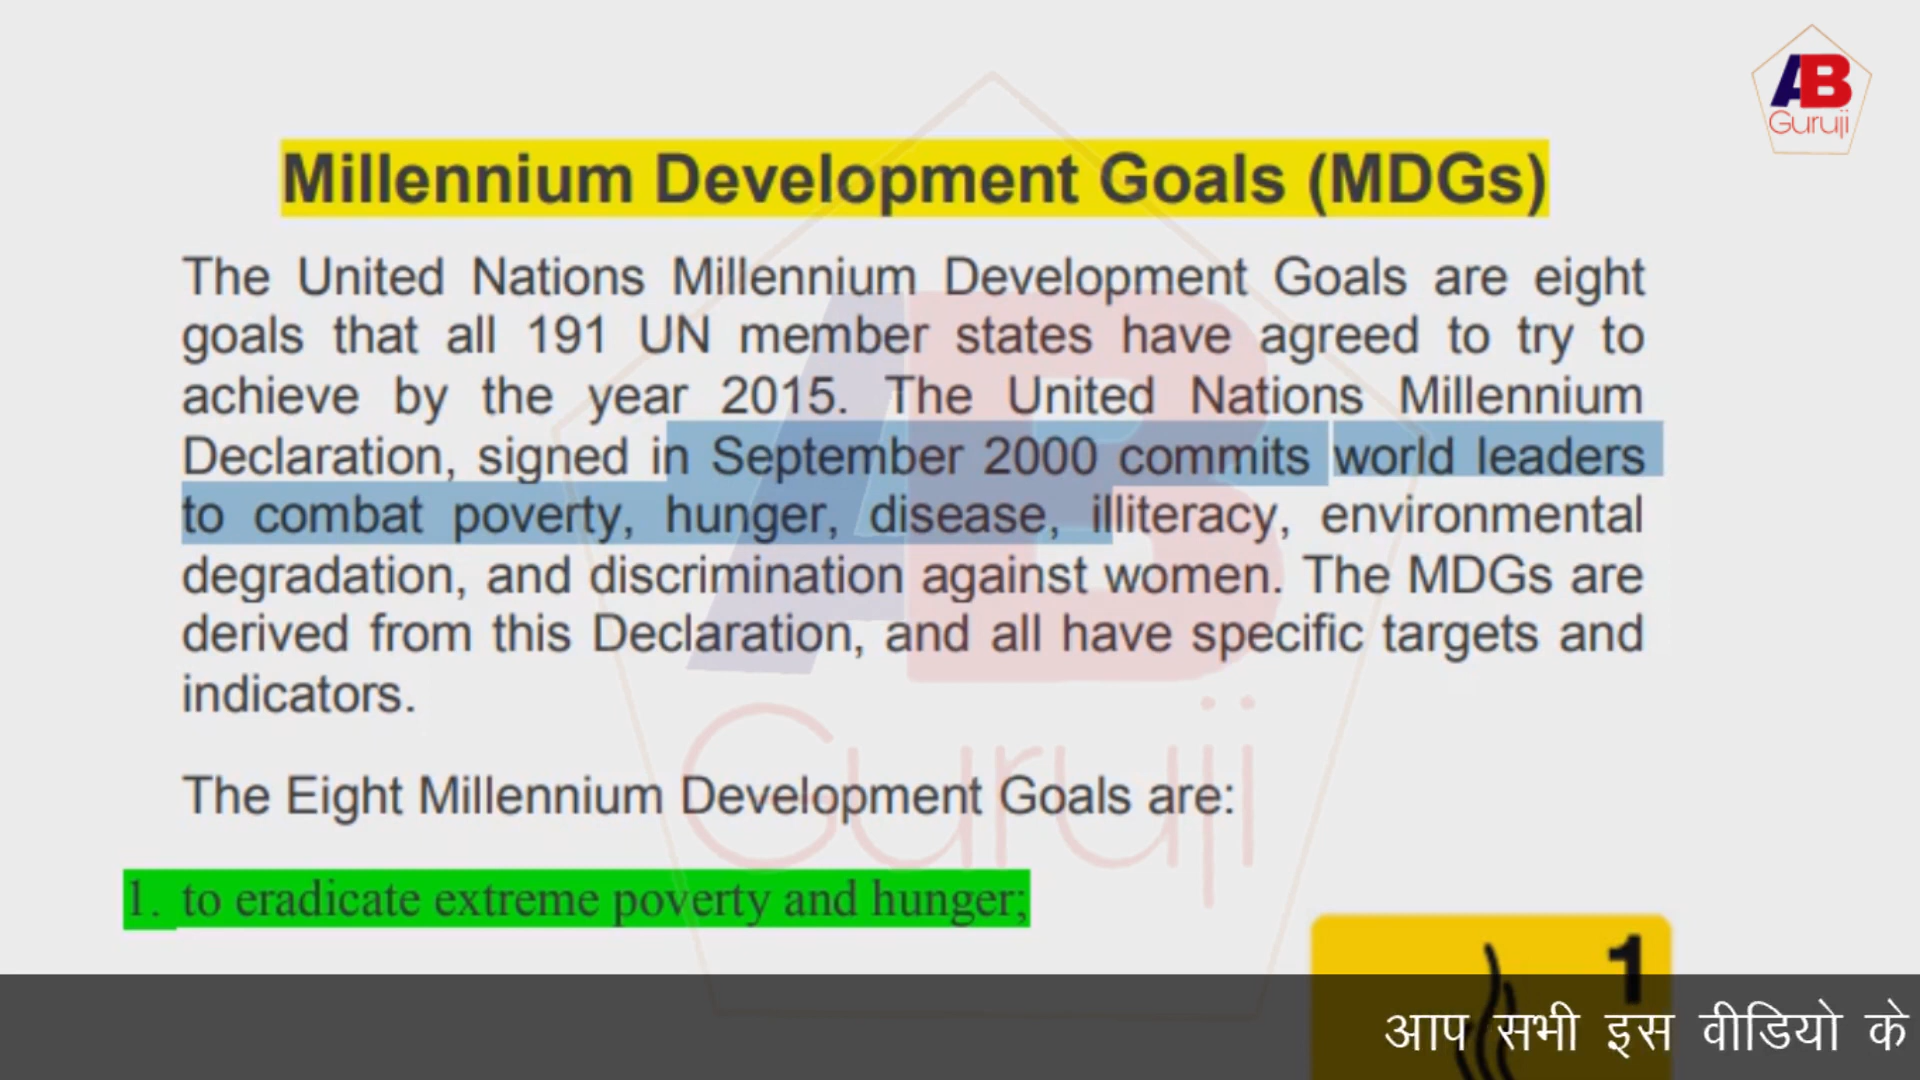 AB
Guruji
Millennium Development Goals (MDGs)
The United Nations Millennium Development Goals are eight
goals that all 191 UN member states have agreed to try to
achieve by the year 2015. The United Nations Millennium
Declaration, signed in September 2000 commits world leaders
to combat poverty, hunger, disease, illiteracy, environmental
degradation, and discrimination against women. The MDGs are
derived from this Declaration, and all have specific targets and
indicators.
The Eight Millennium Development Goals are:
1. to eradicate extreme poverty and hunger;
1
आप सभी इस वीडियो के
AB
Guruji